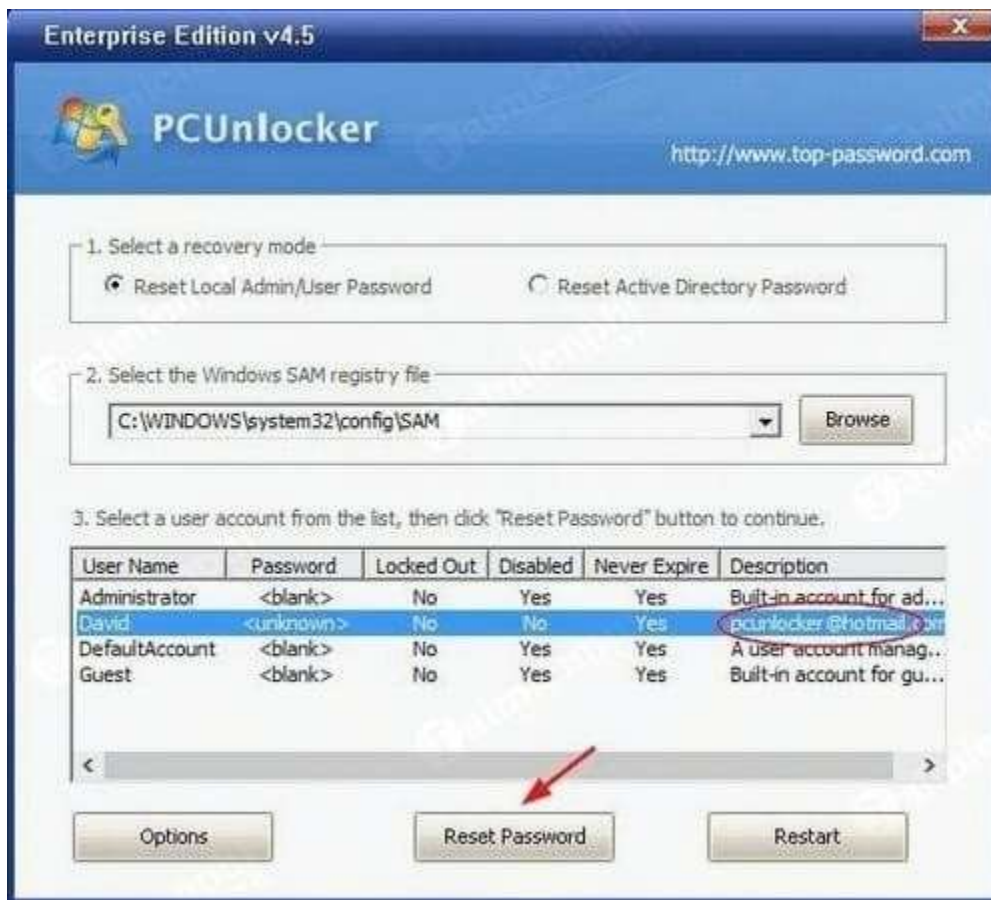 Enterprise Edition v4.5
PCUnlocker
http://www.top-password.com
1. Select a recovery mode
Reset Local Admin/User Password Reset Active Directory Password
2. Select the Windows SAM registry file
C:\WINDOWS\system32\config\SAM Browse
3. Select a user account from the list, then click "Reset Password" button to continue.
User Name Password Locked Out Disabled Never Expire Description
Administrator <blank> No Yes Yes Built-in account for ad...
David <unknown> No No Yes pcunlocker@hotmail.com
DefaultAccount <blank> No Yes Yes A user account manag...
Guest <blank> No Yes Yes Built-in account for gu...
Options Reset Password Restart